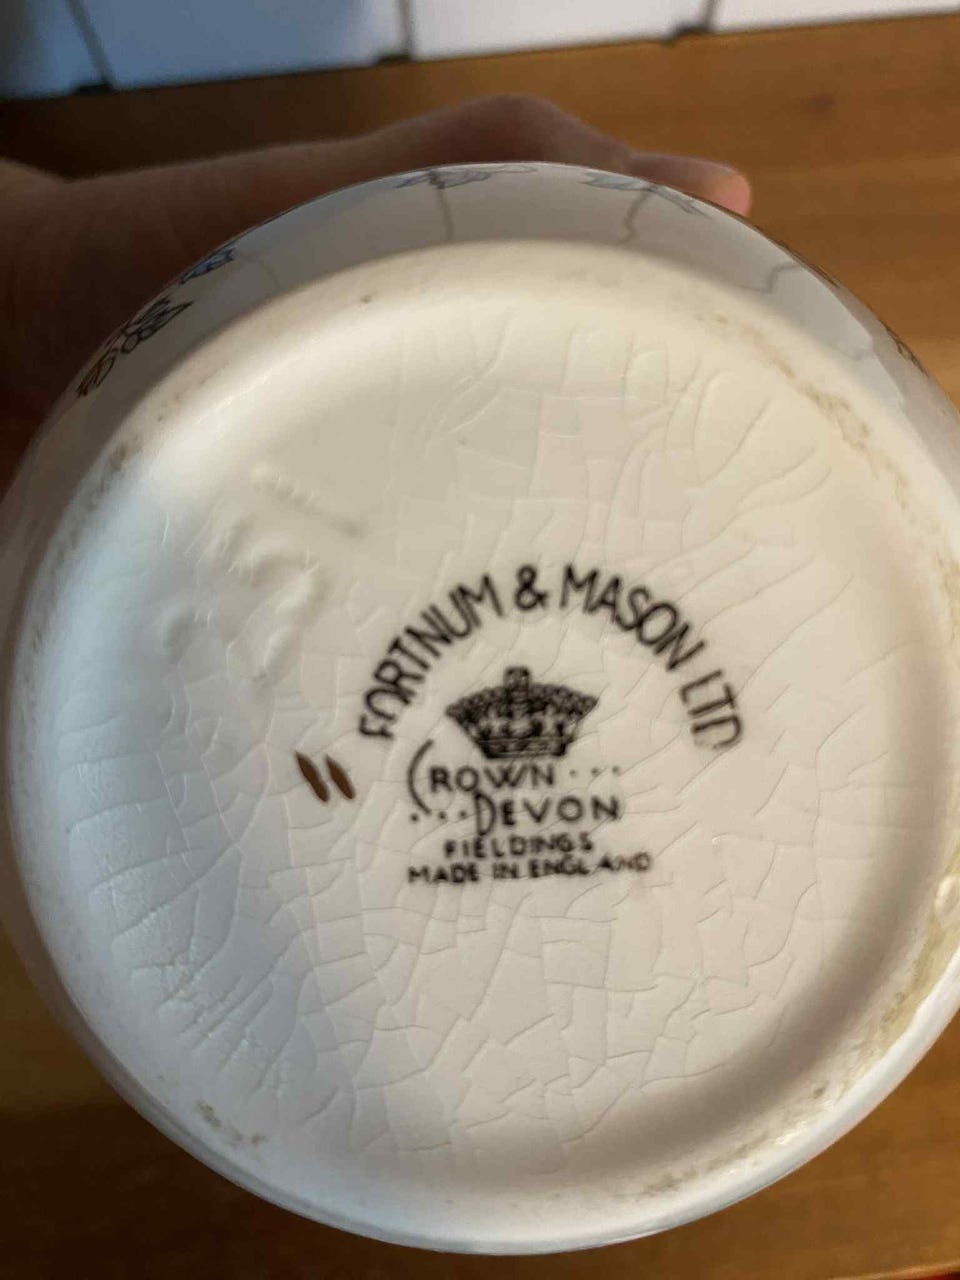 FORTNUM & MASON LTD
CROWN...
...DEVON
FIELDINGS
MADE IN ENGLAND